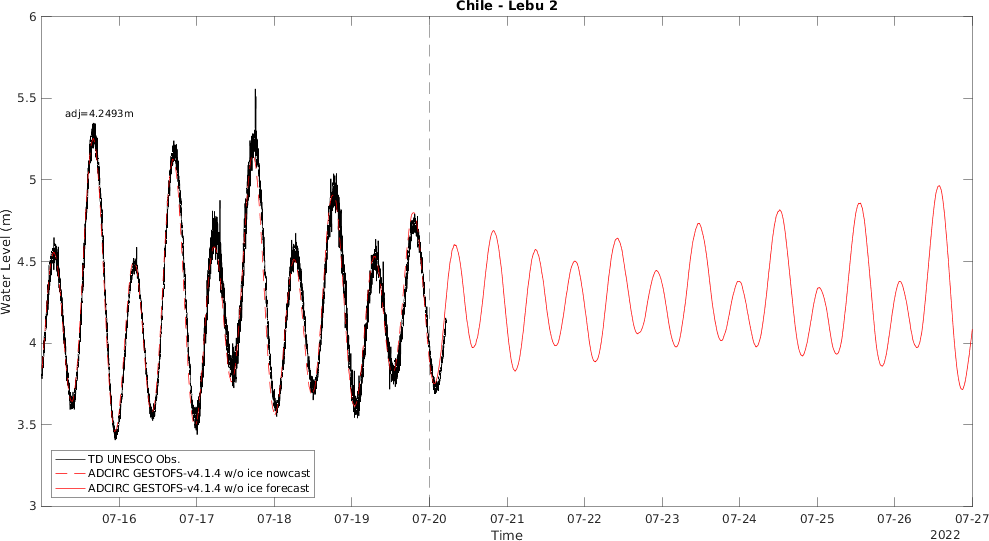 Chile - Lebu 2
6
5.5
adj=4.2493m
5
4.5
4
3.5
3
Water Level (m)
TD UNESCO Obs.
ADCIRC GESTOFS-v4.1.4 w/o ice nowcast
ADCIRC GESTOFS-v4.1.4 w/o ice forecast
07-16 07-17 07-18 07-19 07-20 07-21 07-22 07-23 07-24 07-25 07-26 07-27
Time
2022